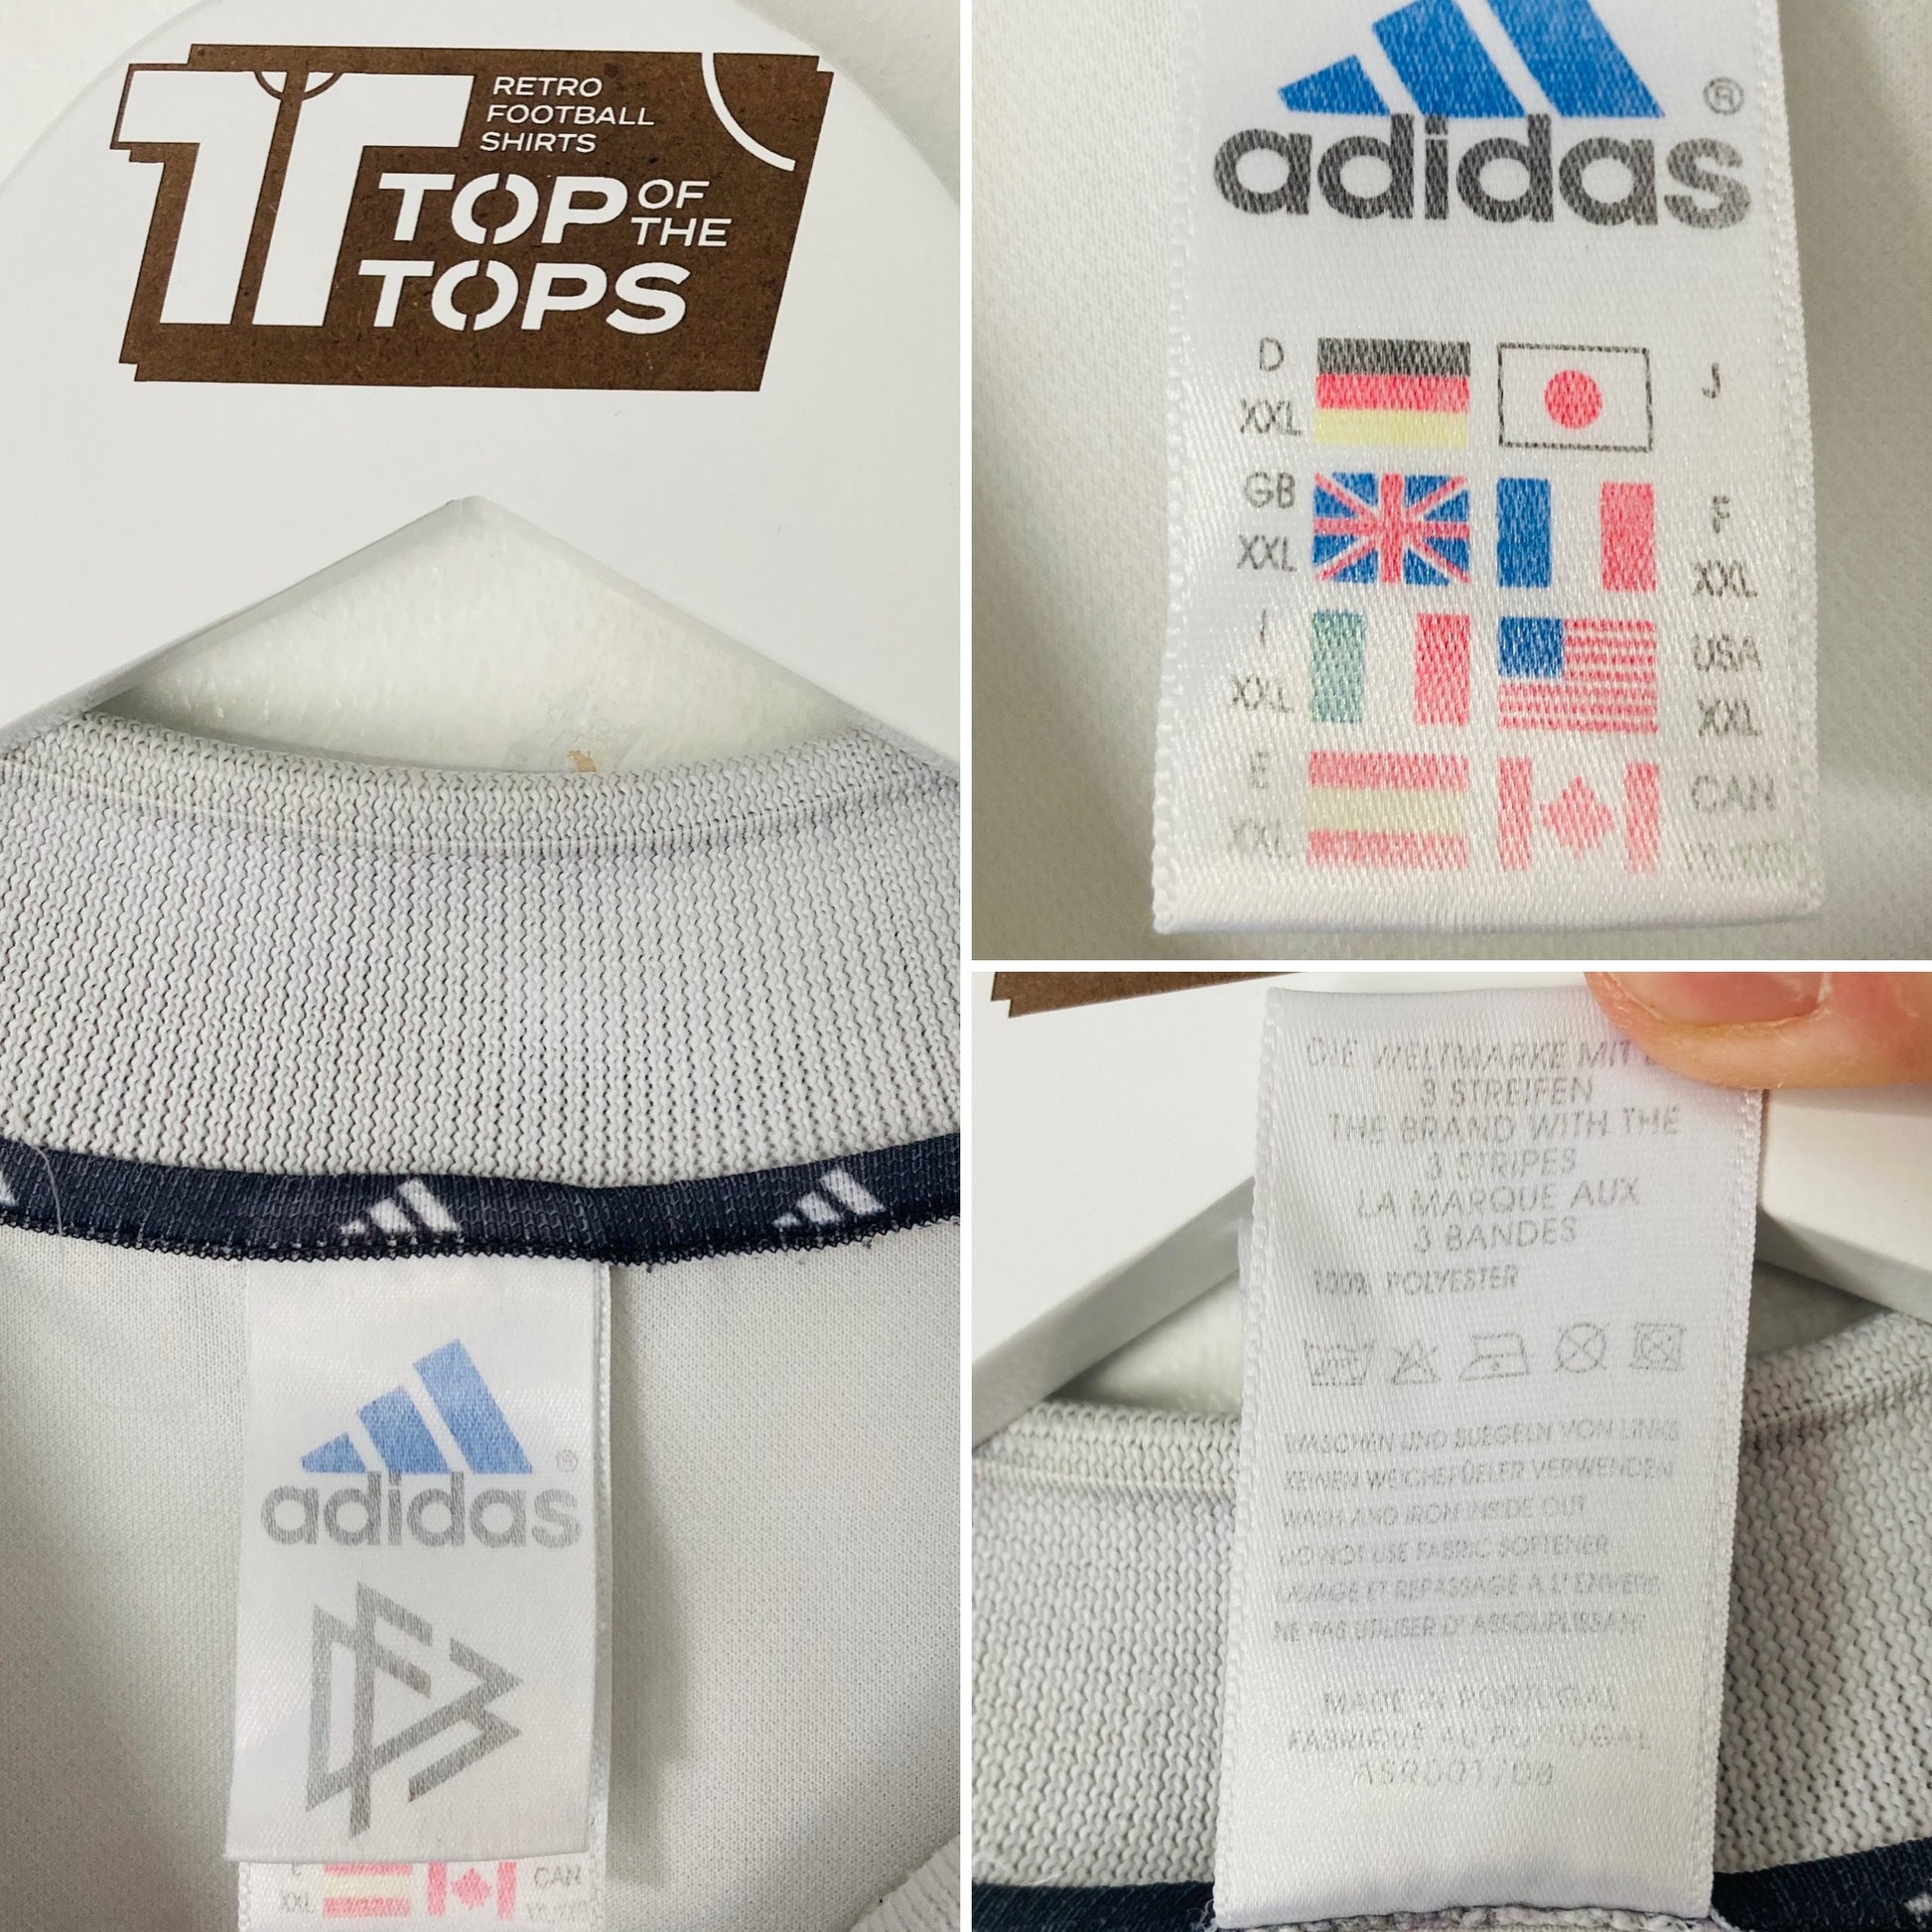 RETRO
FOOTBALL
SHIRTS
TOP OF THE
TOPS
adidas
CAN
XXL
®
adidas
D
XXL
J
GB
XXL
F
XXL
I
XXL
USA
XXL
E
XXL
CAN
DIE WELTMARKE MIT
3 STREIFEN
THE BRAND WITH THE
3 STRIPES
LA MARQUE AUX
3 BANDES
100% POLYESTER
WASCHEN UND BUEGELN VON LINKS
KEINEN WEICHSPÜELER VERWENDEN
WASH AND IRON INSIDE OUT
DO NOT USE FABRIC SOFTENER
LAVAGE ET REPASSAGE A L'ENVERS
NE PAS UTILISER D'ASSOUPLISSANT
MADE IN PORTUGAL
FABRIQUÉ AU PORTUGAL